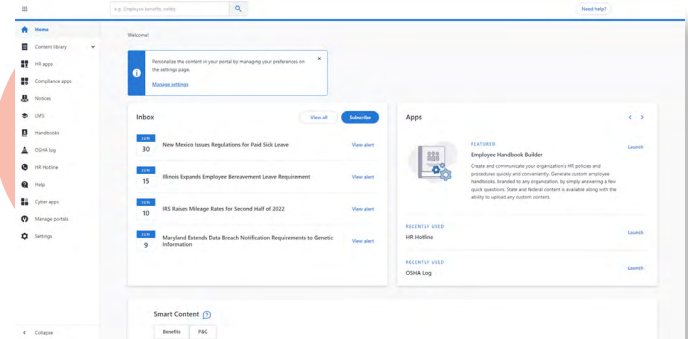 e.g. Employee benefits, safety
Need help?
Home
Content library
HR apps
Compliance apps
Notices
LMS
Handbooks
OSHA log
HR Hotline
Help
Cyber apps
Manage portals
Settings
Collapse
Welcome!
Personalize the content in your portal by managing your preferences on
the settings page.
Manage settings
Inbox
View all
Subscribe
JUN
30
New Mexico Issues Regulations for Paid Sick Leave
View alert
JUN
15
Illinois Expands Employee Bereavement Leave Requirement
View alert
JUN
10
IRS Raises Mileage Rates for Second Half of 2022
View alert
JUN
9
Maryland Extends Data Breach Notification Requirements to Genetic
Information
View alert
Apps
FEATURED
Launch
Employee Handbook Builder
Create and communicate your organization's HR policies and
procedures quickly and conveniently. Generate custom employee
handbooks, branded to any organization, by simply answering a few
quick questions. State and federal content is available along with the
ability to upload any custom content.
RECENTLY USED
HR Hotline
Launch
RECENTLY USED
OSHA Log
Launch
Smart Content
Benefits
P&C